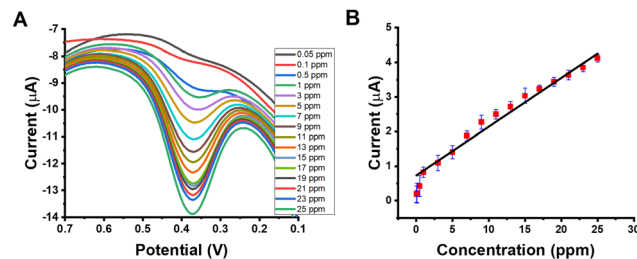 A
B
-7
-8
-9
-10
-11
-12
-13
-14
0.7
0.6
0.5
0.4
0.3
0.2
0.1
Current (μA)
Potential (V)
0.05 ppm
0.1 ppm
0.5 ppm
1 ppm
3 ppm
5 ppm
7 ppm
9 ppm
11 ppm
13 ppm
15 ppm
17 ppm
19 ppm
21 ppm
23 ppm
25 ppm
5
4
3
2
1
0
0
5
10
15
20
25
30
Current (μA)
Concentration (ppm)